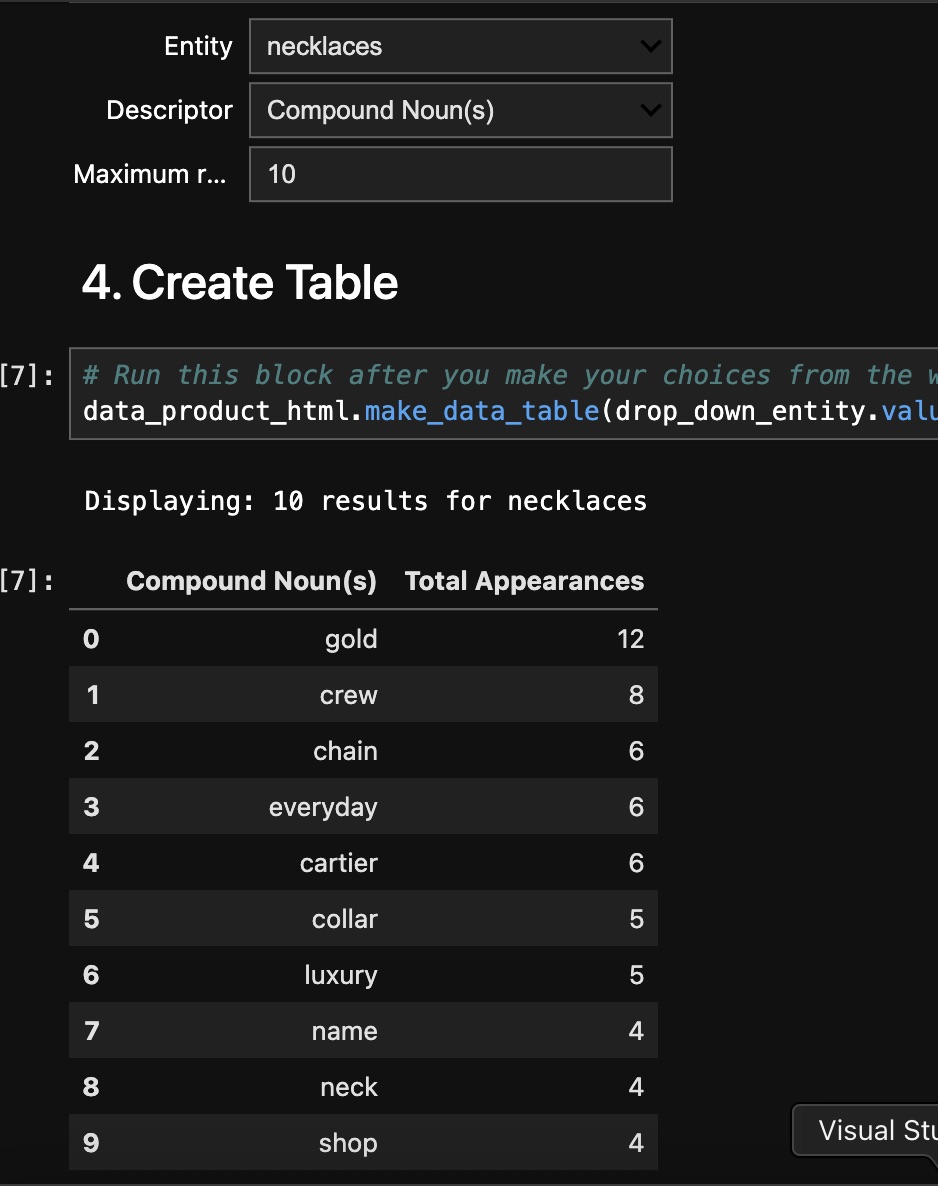 Entity necklaces
Descriptor Compound Noun(s)
Maximum r... 10
4. Create Table
[7]: # Run this block after you make your choices from the w
data_product_html.make_data_table(drop_down_entity.valu
Displaying: 10 results for necklaces
[7]: Compound Noun(s) Total Appearances
0 gold 12
1 crew 8
2 chain 6
3 everyday 6
4 cartier 6
5 collar 5
6 luxury 5
7 name 4
8 neck 4
9 shop 4
Visual Stu